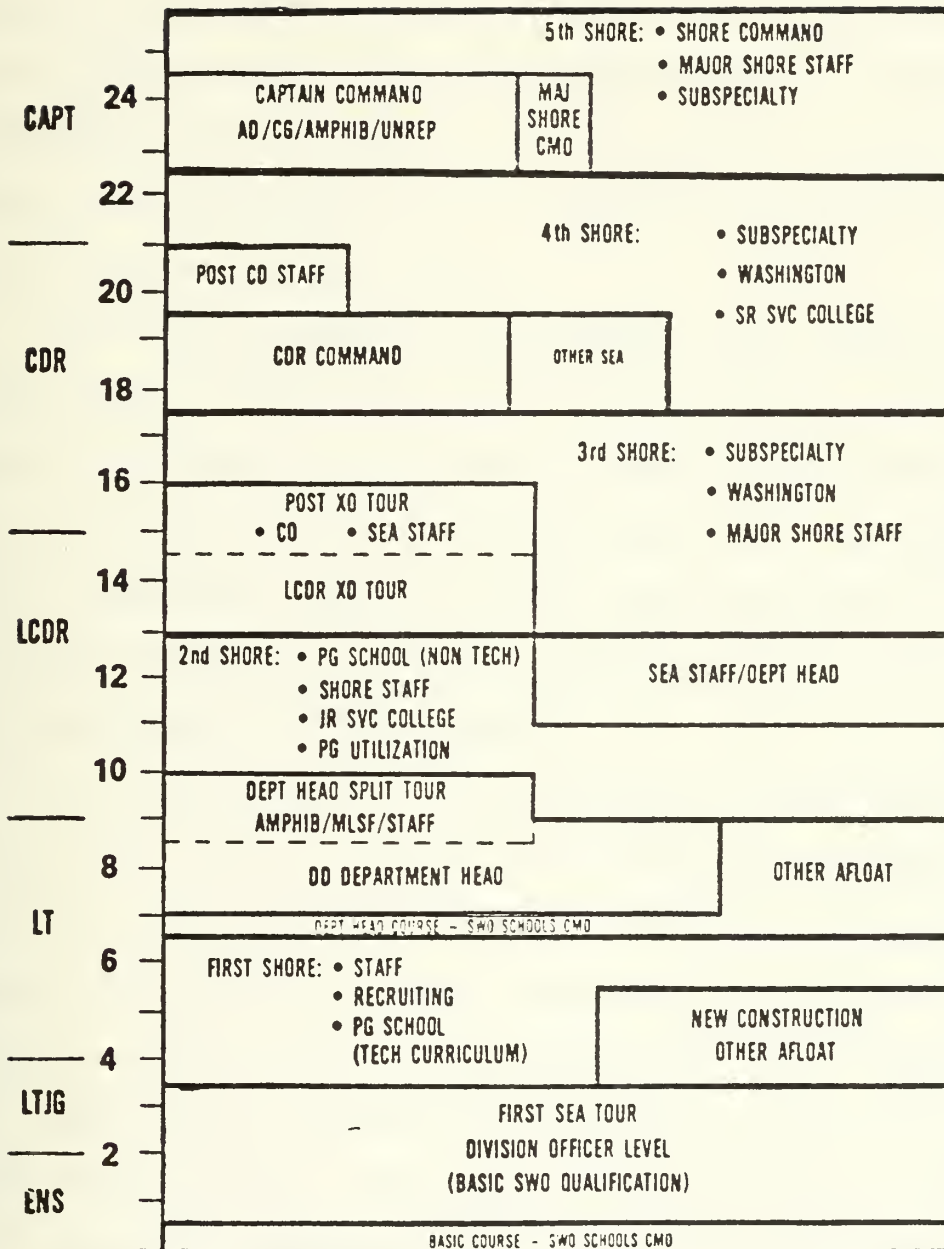 5th SHORE: • SHORE COMMAND
• MAJOR SHORE STAFF
• SUBSPECIALTY
CAPT
24
CAPTAIN COMMAND
AO/CG/AMPHIB/UNREP
MAJ
SHORE
CMD
22
4th SHORE: • SUBSPECIALTY
• WASHINGTON
• SR SVC COLLEGE
POST CD STAFF
20
CDR
CDR COMMAND
OTHER SEA
18
3rd SHORE: • SUBSPECIALTY
• WASHINGTON
• MAJOR SHORE STAFF
16
POST XO TOUR
• CO • SEA STAFF
14
LCDR XO TOUR
LCDR
2nd SHORE: • PG SCHOOL (NON TECH)
• SHORE STAFF
• JR SVC COLLEGE
• PG UTILIZATION
12
SEA STAFF/DEPT HEAD
10
DEPT HEAD SPLIT TOUR
AMPHIB/MLSF/STAFF
8
DD DEPARTMENT HEAD
OTHER AFLOAT
LT
DEPT HEAD COURSE - SWO SCHOOLS CMD
6
FIRST SHORE: • STAFF
• RECRUITING
• PG SCHOOL
(TECH CURRICULUM)
NEW CONSTRUCTION
OTHER AFLOAT
4
LTJG
FIRST SEA TOUR
DIVISION OFFICER LEVEL
(BASIC SWO QUALIFICATION)
2
ENS
BASIC COURSE - SWO SCHOOLS CMD